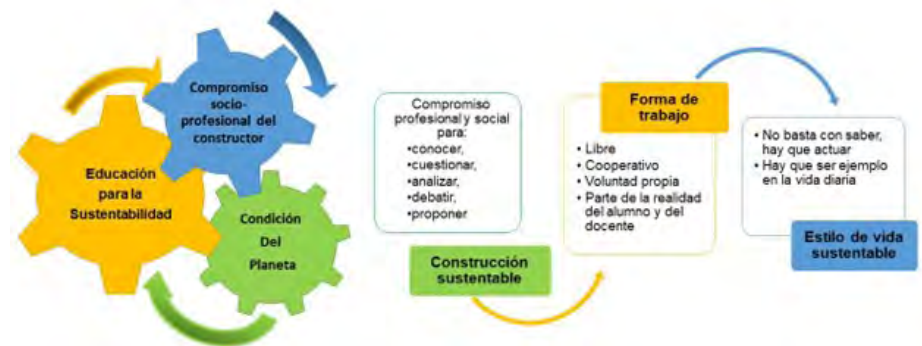 Compromiso
socio-
profesional del
constructor
Educación
para la
Sustentabilidad
Condición
Del
Planeta
Compromiso
profesional y social
para:
•conocer,
•cuestionar,
•analizar,
•debatir,
•proponer
Construcción
sustentable
Forma de
trabajo
• Libre
• Cooperativo
• Voluntad propia
• Parte de la realidad
del alumno y del
docente
• No basta con saber,
hay que actuar
• Hay que ser ejemplo
en la vida diaria
Estilo de vida
sustentable